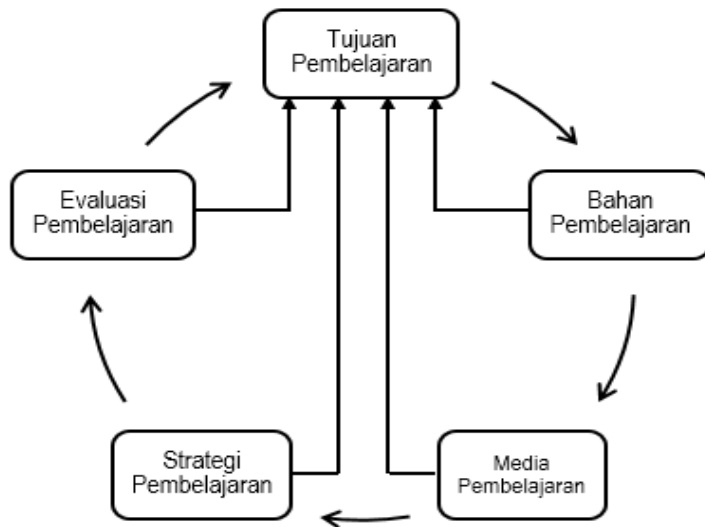 Tujuan
Pembelajaran
Evaluasi
Pembelajaran
Bahan
Pembelajaran
Strategi
Pembelajaran
Media
Pembelajaran